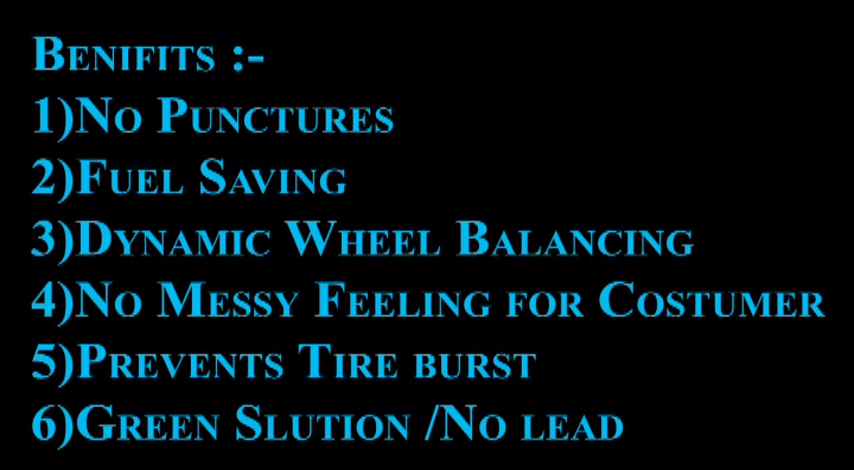 Benifits :-
1)No Punctures
2)Fuel Saving
3)Dynamic Wheel Balancing
4)No Messy Feeling for Costumer
5)Prevents Tire burst
6)Green Slution /No lead